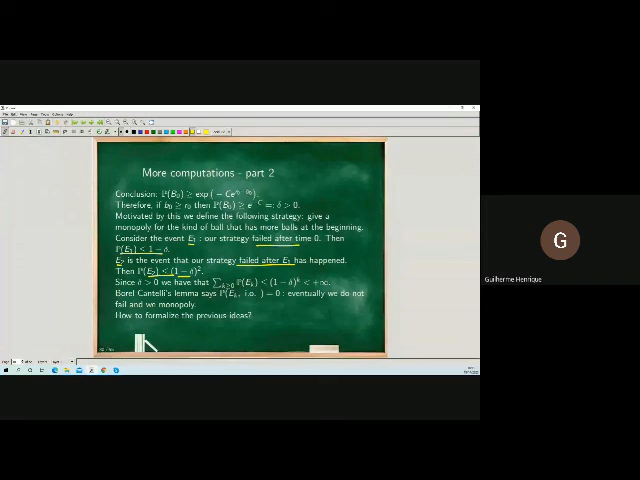 More computations - part 2
Conclusion: ℙ(B₀) ≥ exp (− Ce^{r₀ − b₀}).
Therefore, if b₀ ≥ r₀ then ℙ(B₀) ≥ e^{−C} =: δ > 0.
Motivated by this we define the following strategy: give a
monopoly for the kind of ball that has more balls at the beginning.
Consider the event E₁ : our strategy failed after time 0. Then
ℙ(E₁) ≤ 1 − δ.
E₂ is the event that our strategy failed after E₁ has happened.
Then ℙ(E₂) ≤ (1 − δ)².
Since δ > 0 we have that ∑_{k≥0} ℙ(E_k) ≤ (1 − δ)^k < +∞.
Borel Cantelli's lemma says ℙ(E_k, i.o. ) = 0 : eventually we do not
fail and we monopoly.
How to formalize the previous ideas?
G
Guilherme Henrique